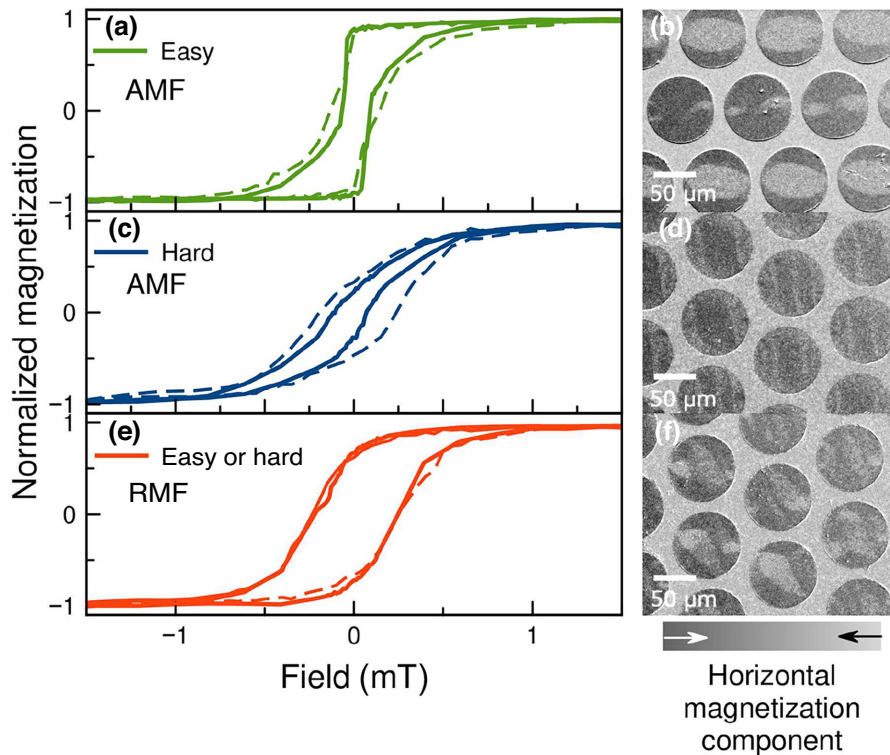 Normalized magnetization
(a)
Easy
AMF
1
0
−1
(c)
Hard
AMF
1
0
−1
(e)
Easy or hard
RMF
1
0
−1
−1
0
1
Field (mT)
(b)
50 μm
(d)
50 μm
(f)
50 μm
Horizontal
magnetization
component